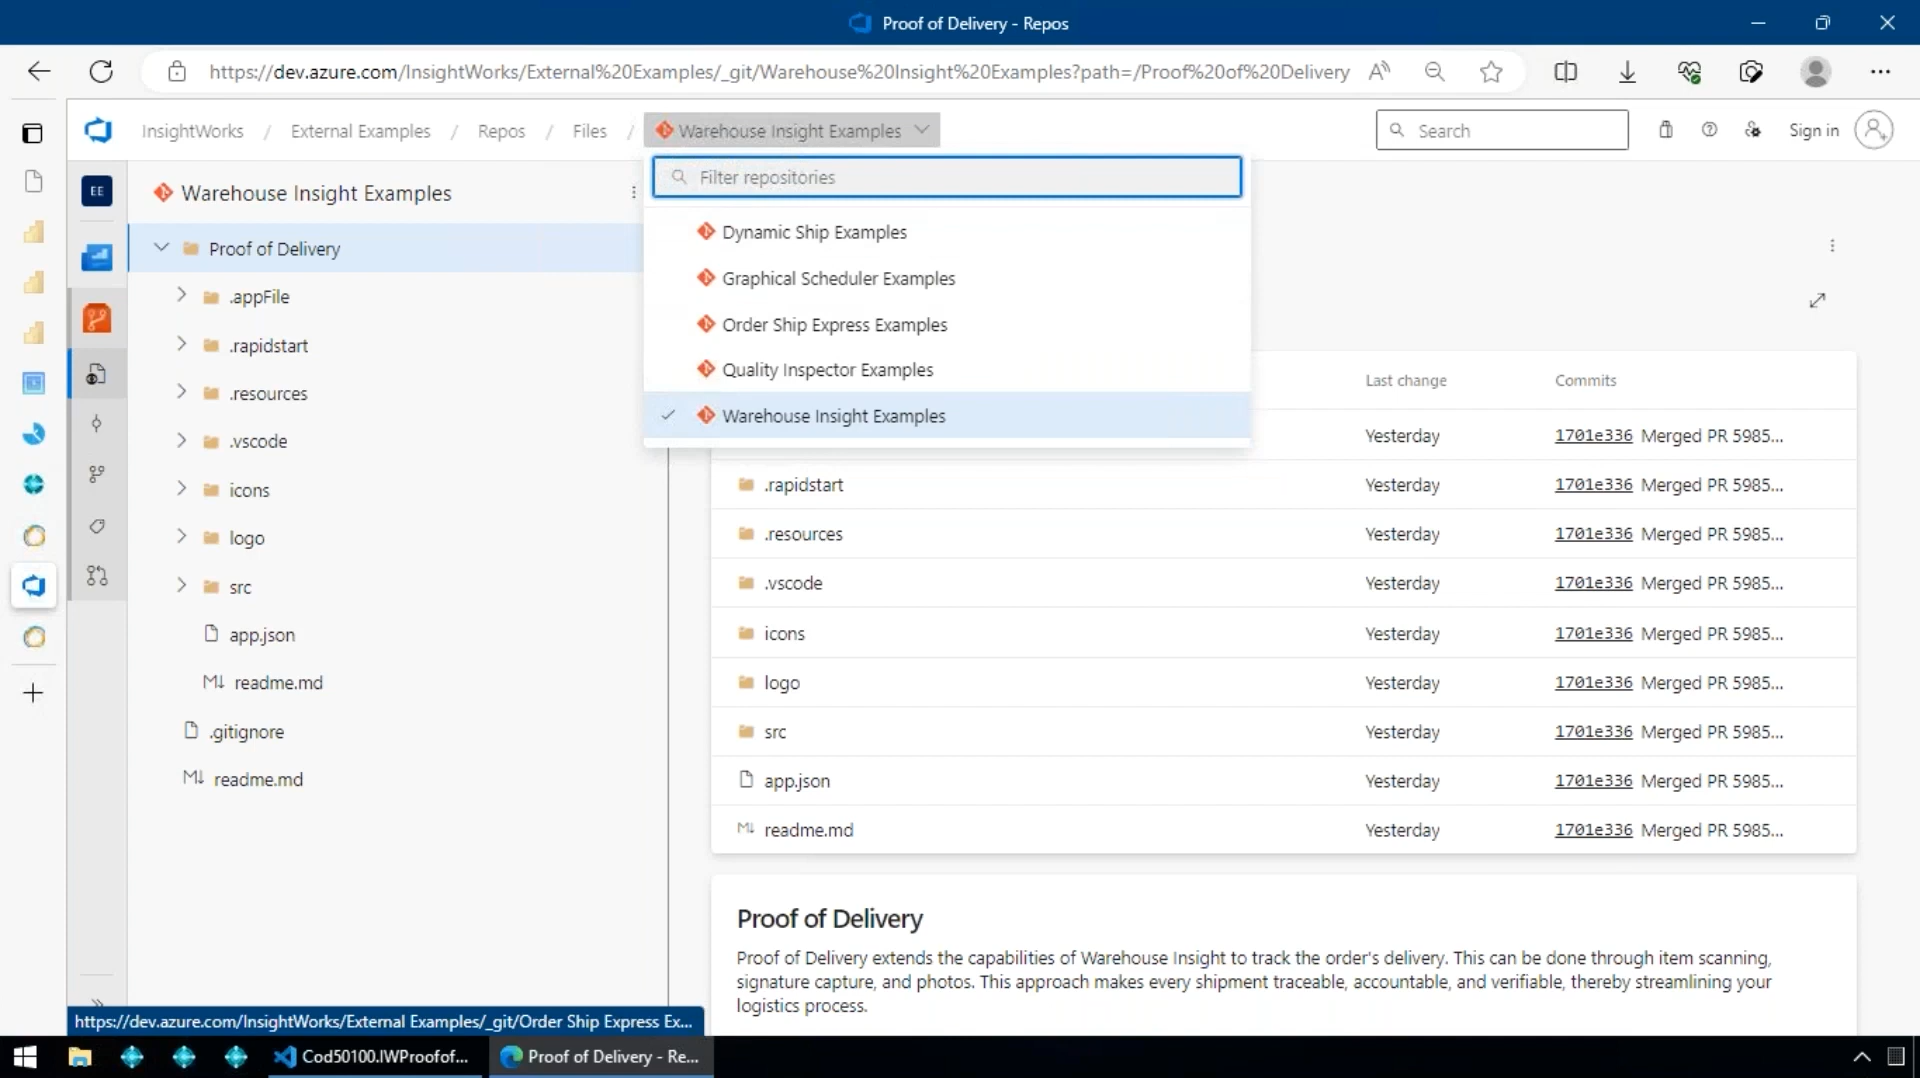 Proof of Delivery - Repos
https://dev.azure.com/InsightWorks/External%20Examples/_git/Warehouse%20Insight%20Examples?path=/Proof%20of%20Delivery
InsightWorks / External Examples / Repos / Files / Warehouse Insight Examples
Search
Sign in
EE
Warehouse Insight Examples
Proof of Delivery
.appFile
.rapidstart
.resources
.vscode
icons
logo
src
app.json
readme.md
.gitignore
readme.md
Filter repositories
Dynamic Ship Examples
Graphical Scheduler Examples
Order Ship Express Examples
Quality Inspector Examples
Warehouse Insight Examples
Last change Commits
Yesterday 1701e336 Merged PR 5985...
.rapidstart Yesterday 1701e336 Merged PR 5985...
.resources Yesterday 1701e336 Merged PR 5985...
.vscode Yesterday 1701e336 Merged PR 5985...
icons Yesterday 1701e336 Merged PR 5985...
logo Yesterday 1701e336 Merged PR 5985...
src Yesterday 1701e336 Merged PR 5985...
app.json Yesterday 1701e336 Merged PR 5985...
readme.md Yesterday 1701e336 Merged PR 5985...
Proof of Delivery
Proof of Delivery extends the capabilities of Warehouse Insight to track the order's delivery. This can be done through item scanning,
signature capture, and photos. This approach makes every shipment traceable, accountable, and verifiable, thereby streamlining your
logistics process.
https://dev.azure.com/InsightWorks/External Examples/_git/Order Ship Express Ex...
Cod50100.IWProofof...
Proof of Delivery - Re...